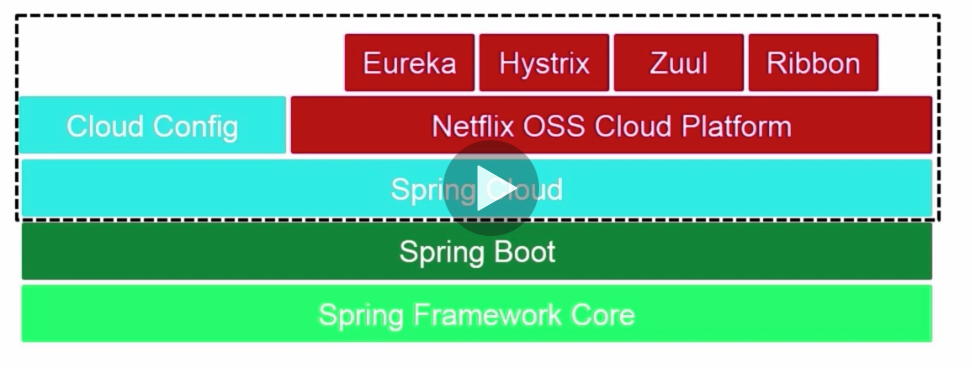 Eureka Hystrix Zuul Ribbon
Cloud Config Netflix OSS Cloud Platform
Spring Cloud
Spring Boot
Spring Framework Core